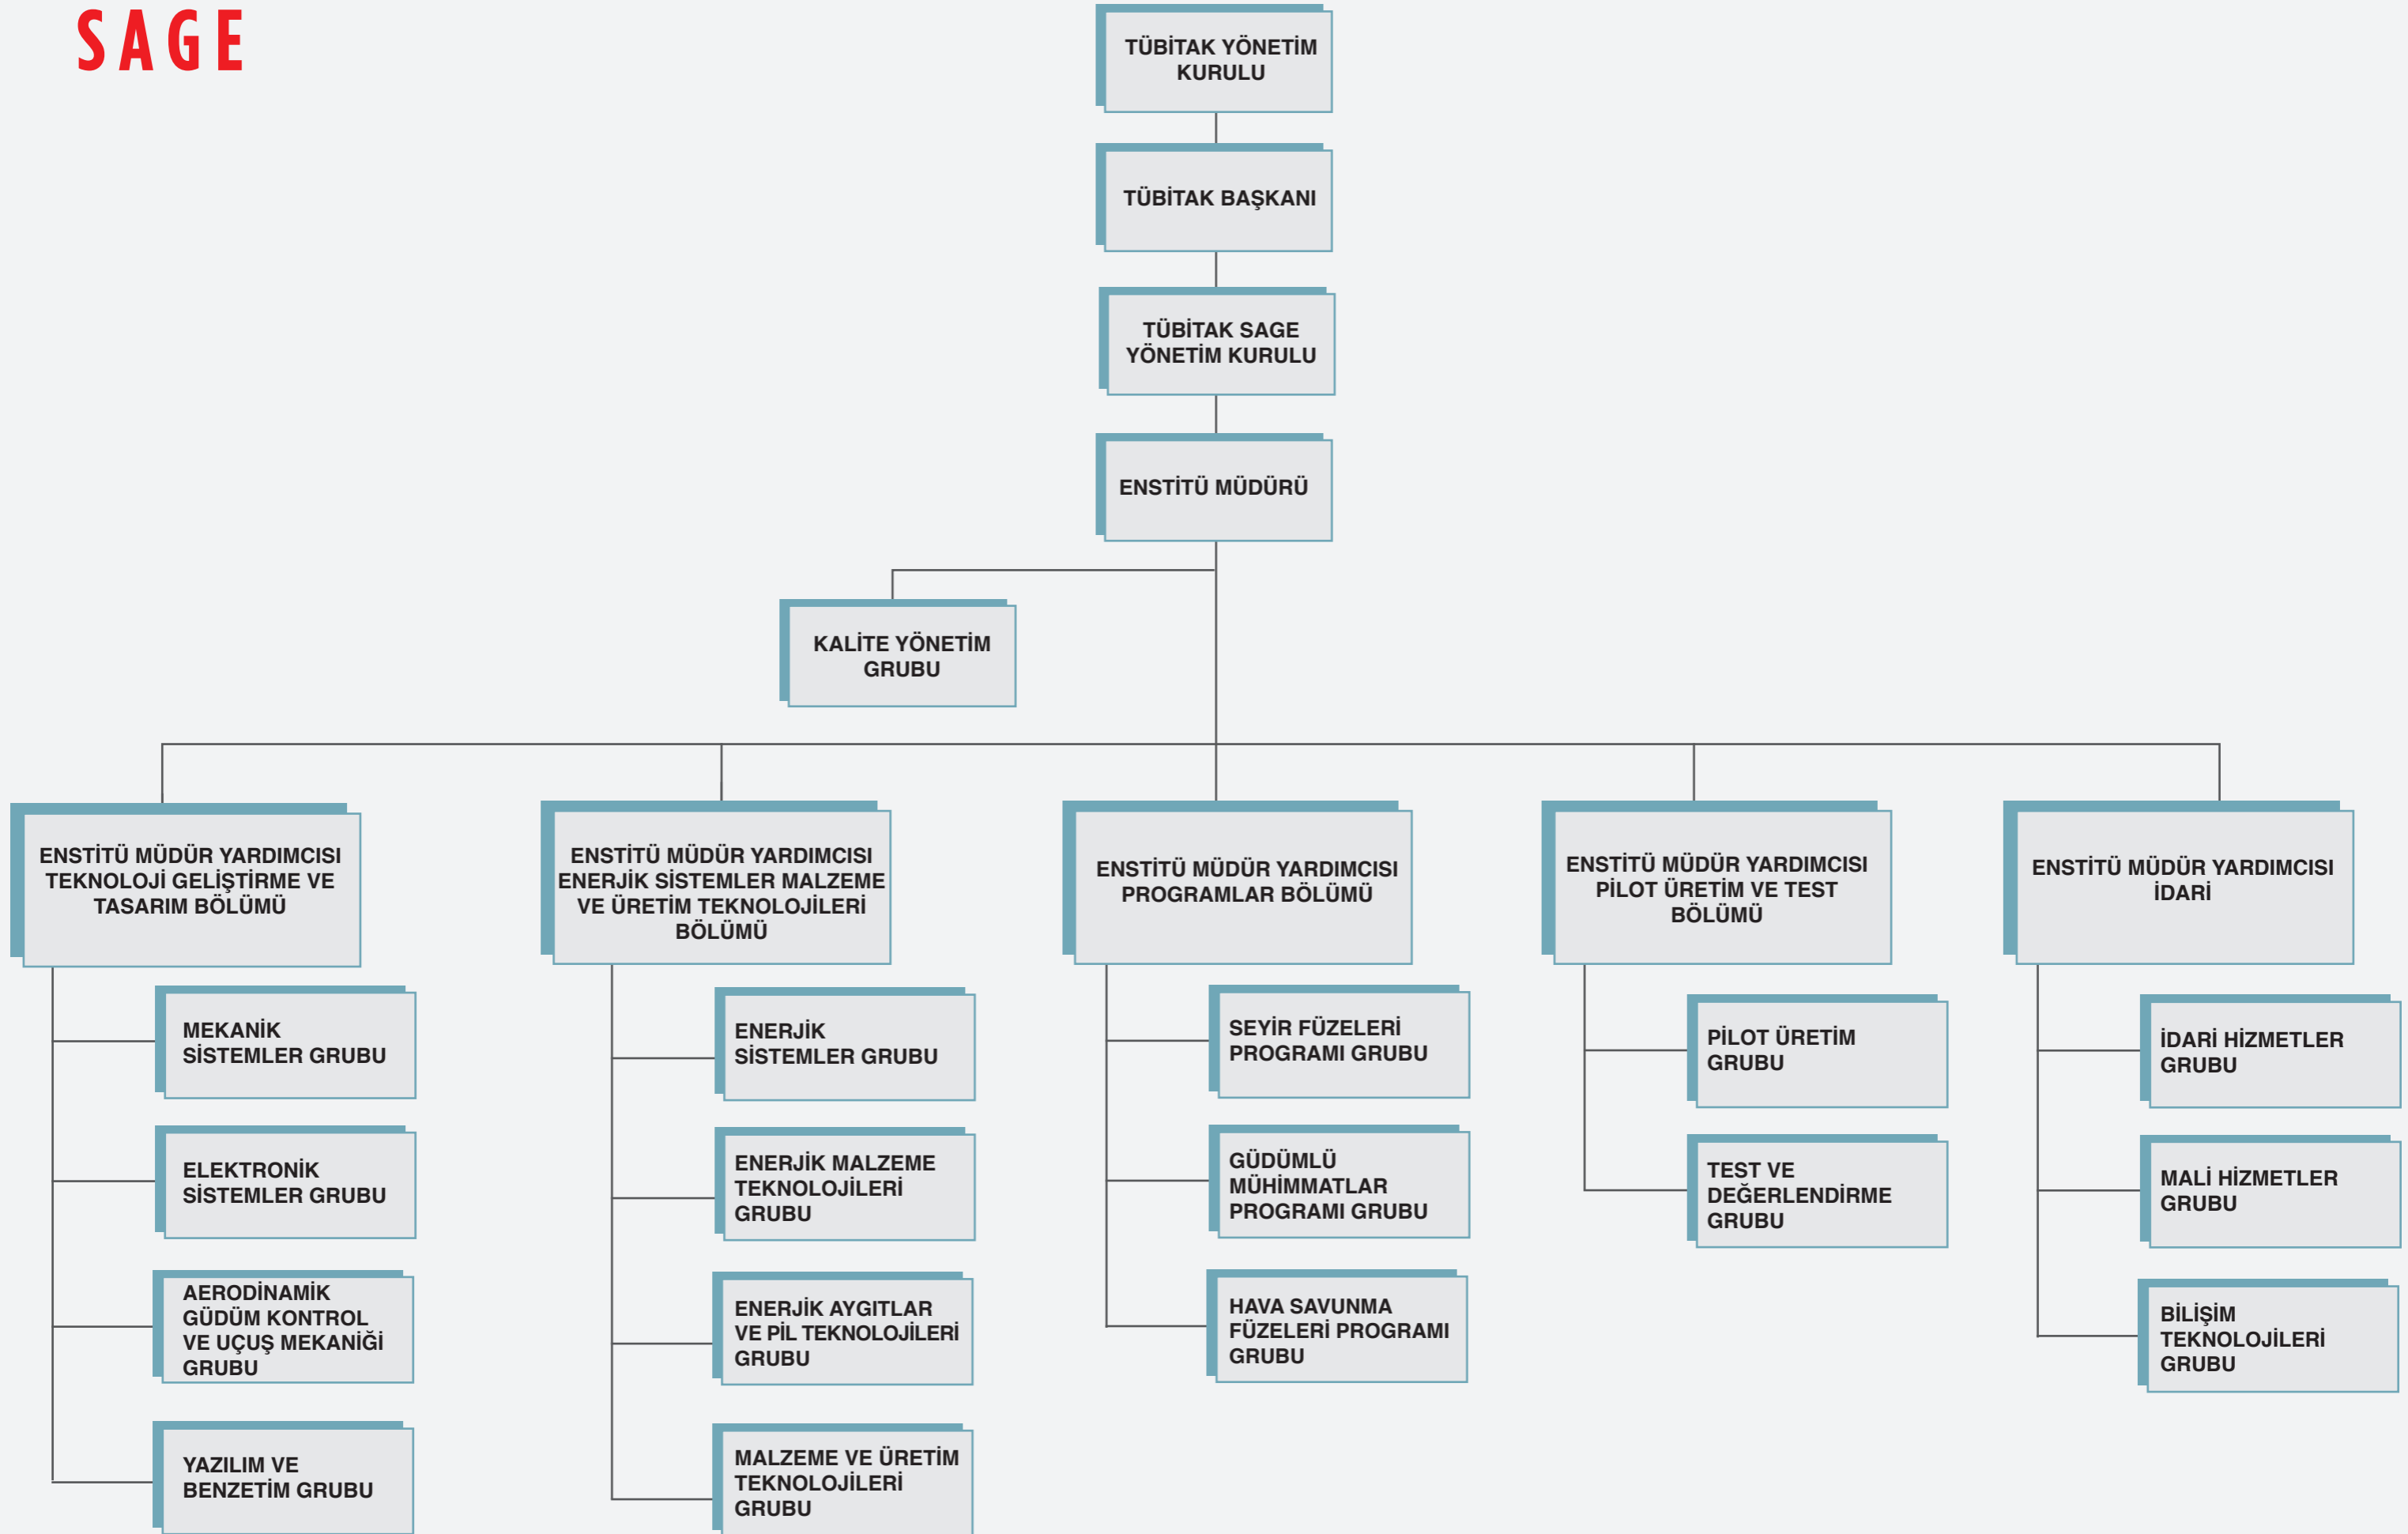 SAGE
TÜBİTAK YÖNETİM
KURULU
TÜBİTAK BAŞKANI
TÜBİTAK SAGE
YÖNETİM KURULU
ENSTİTÜ MÜDÜRÜ
KALİTE YÖNETİM
GRUBU
ENSTİTÜ MÜDÜR YARDIMCISI
TEKNOLOJİ GELİŞTİRME VE
TASARIM BÖLÜMÜ
MEKANİK
SİSTEMLER GRUBU
ELEKTRONİK
SİSTEMLER GRUBU
AERODİNAMİK
GÜDÜM KONTROL
VE UÇUŞ MEKANİĞİ
GRUBU
YAZILIM VE
BENZETİM GRUBU
ENSTİTÜ MÜDÜR YARDIMCISI
ENERJİK SİSTEMLER MALZEME
VE ÜRETİM TEKNOLOJİLERİ
BÖLÜMÜ
ENERJİK
SİSTEMLER GRUBU
ENERJİK MALZEME
TEKNOLOJİLERİ
GRUBU
ENERJİK AYGITLAR
VE PİL TEKNOLOJİLERİ
GRUBU
MALZEME VE ÜRETİM
TEKNOLOJİLERİ
GRUBU
ENSTİTÜ MÜDÜR YARDIMCISI
PROGRAMLAR BÖLÜMÜ
SEYİR FÜZELERİ
PROGRAMI GRUBU
GÜDÜMLÜ
MÜHİMMATLAR
PROGRAMI GRUBU
HAVA SAVUNMA
FÜZELERİ PROGRAMI
GRUBU
ENSTİTÜ MÜDÜR YARDIMCISI
PİLOT ÜRETİM VE TEST
BÖLÜMÜ
PİLOT ÜRETİM
GRUBU
TEST VE
DEĞERLENDİRME
GRUBU
ENSTİTÜ MÜDÜR YARDIMCISI
İDARİ
İDARİ HİZMETLER
GRUBU
MALİ HİZMETLER
GRUBU
BİLİŞİM
TEKNOLOJİLERİ
GRUBU